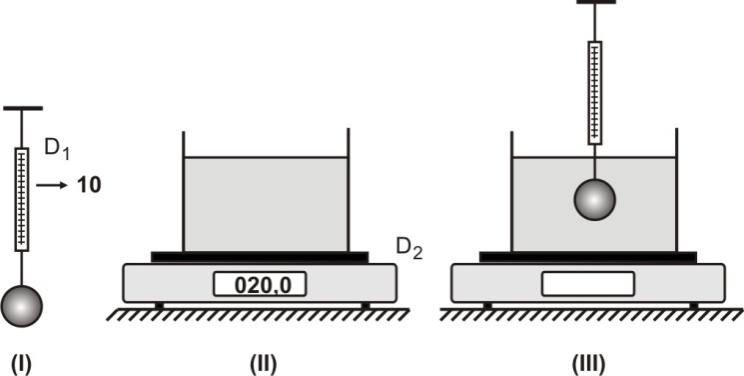 D1
10
D2
020,0
(I)
(II)
(III)